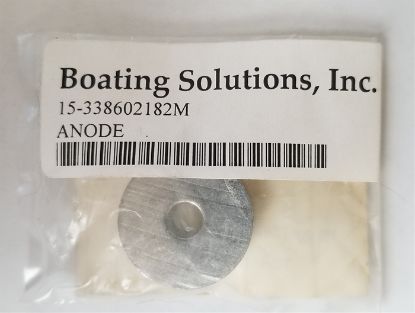 Boating Solutions, Inc.
15-338602182M
ANODE